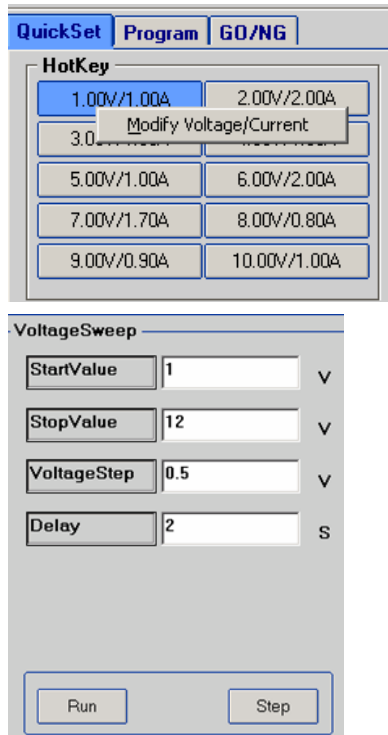 QuickSet Program GO/NG
HotKey
1.00V/1.00A 2.00V/2.00A
Modify Voltage/Current
3.0
5.00V/1.00A 6.00V/2.00A
7.00V/1.70A 8.00V/0.80A
9.00V/0.90A 10.00V/1.00A
VoltageSweep
StartValue 1 V
StopValue 12 V
VoltageStep 0.5 V
Delay 2 S
Run Step